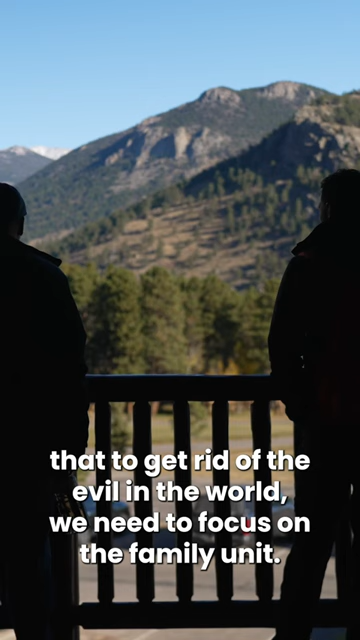 that to get rid of the
evil in the world,
we need to focus on
the family unit.